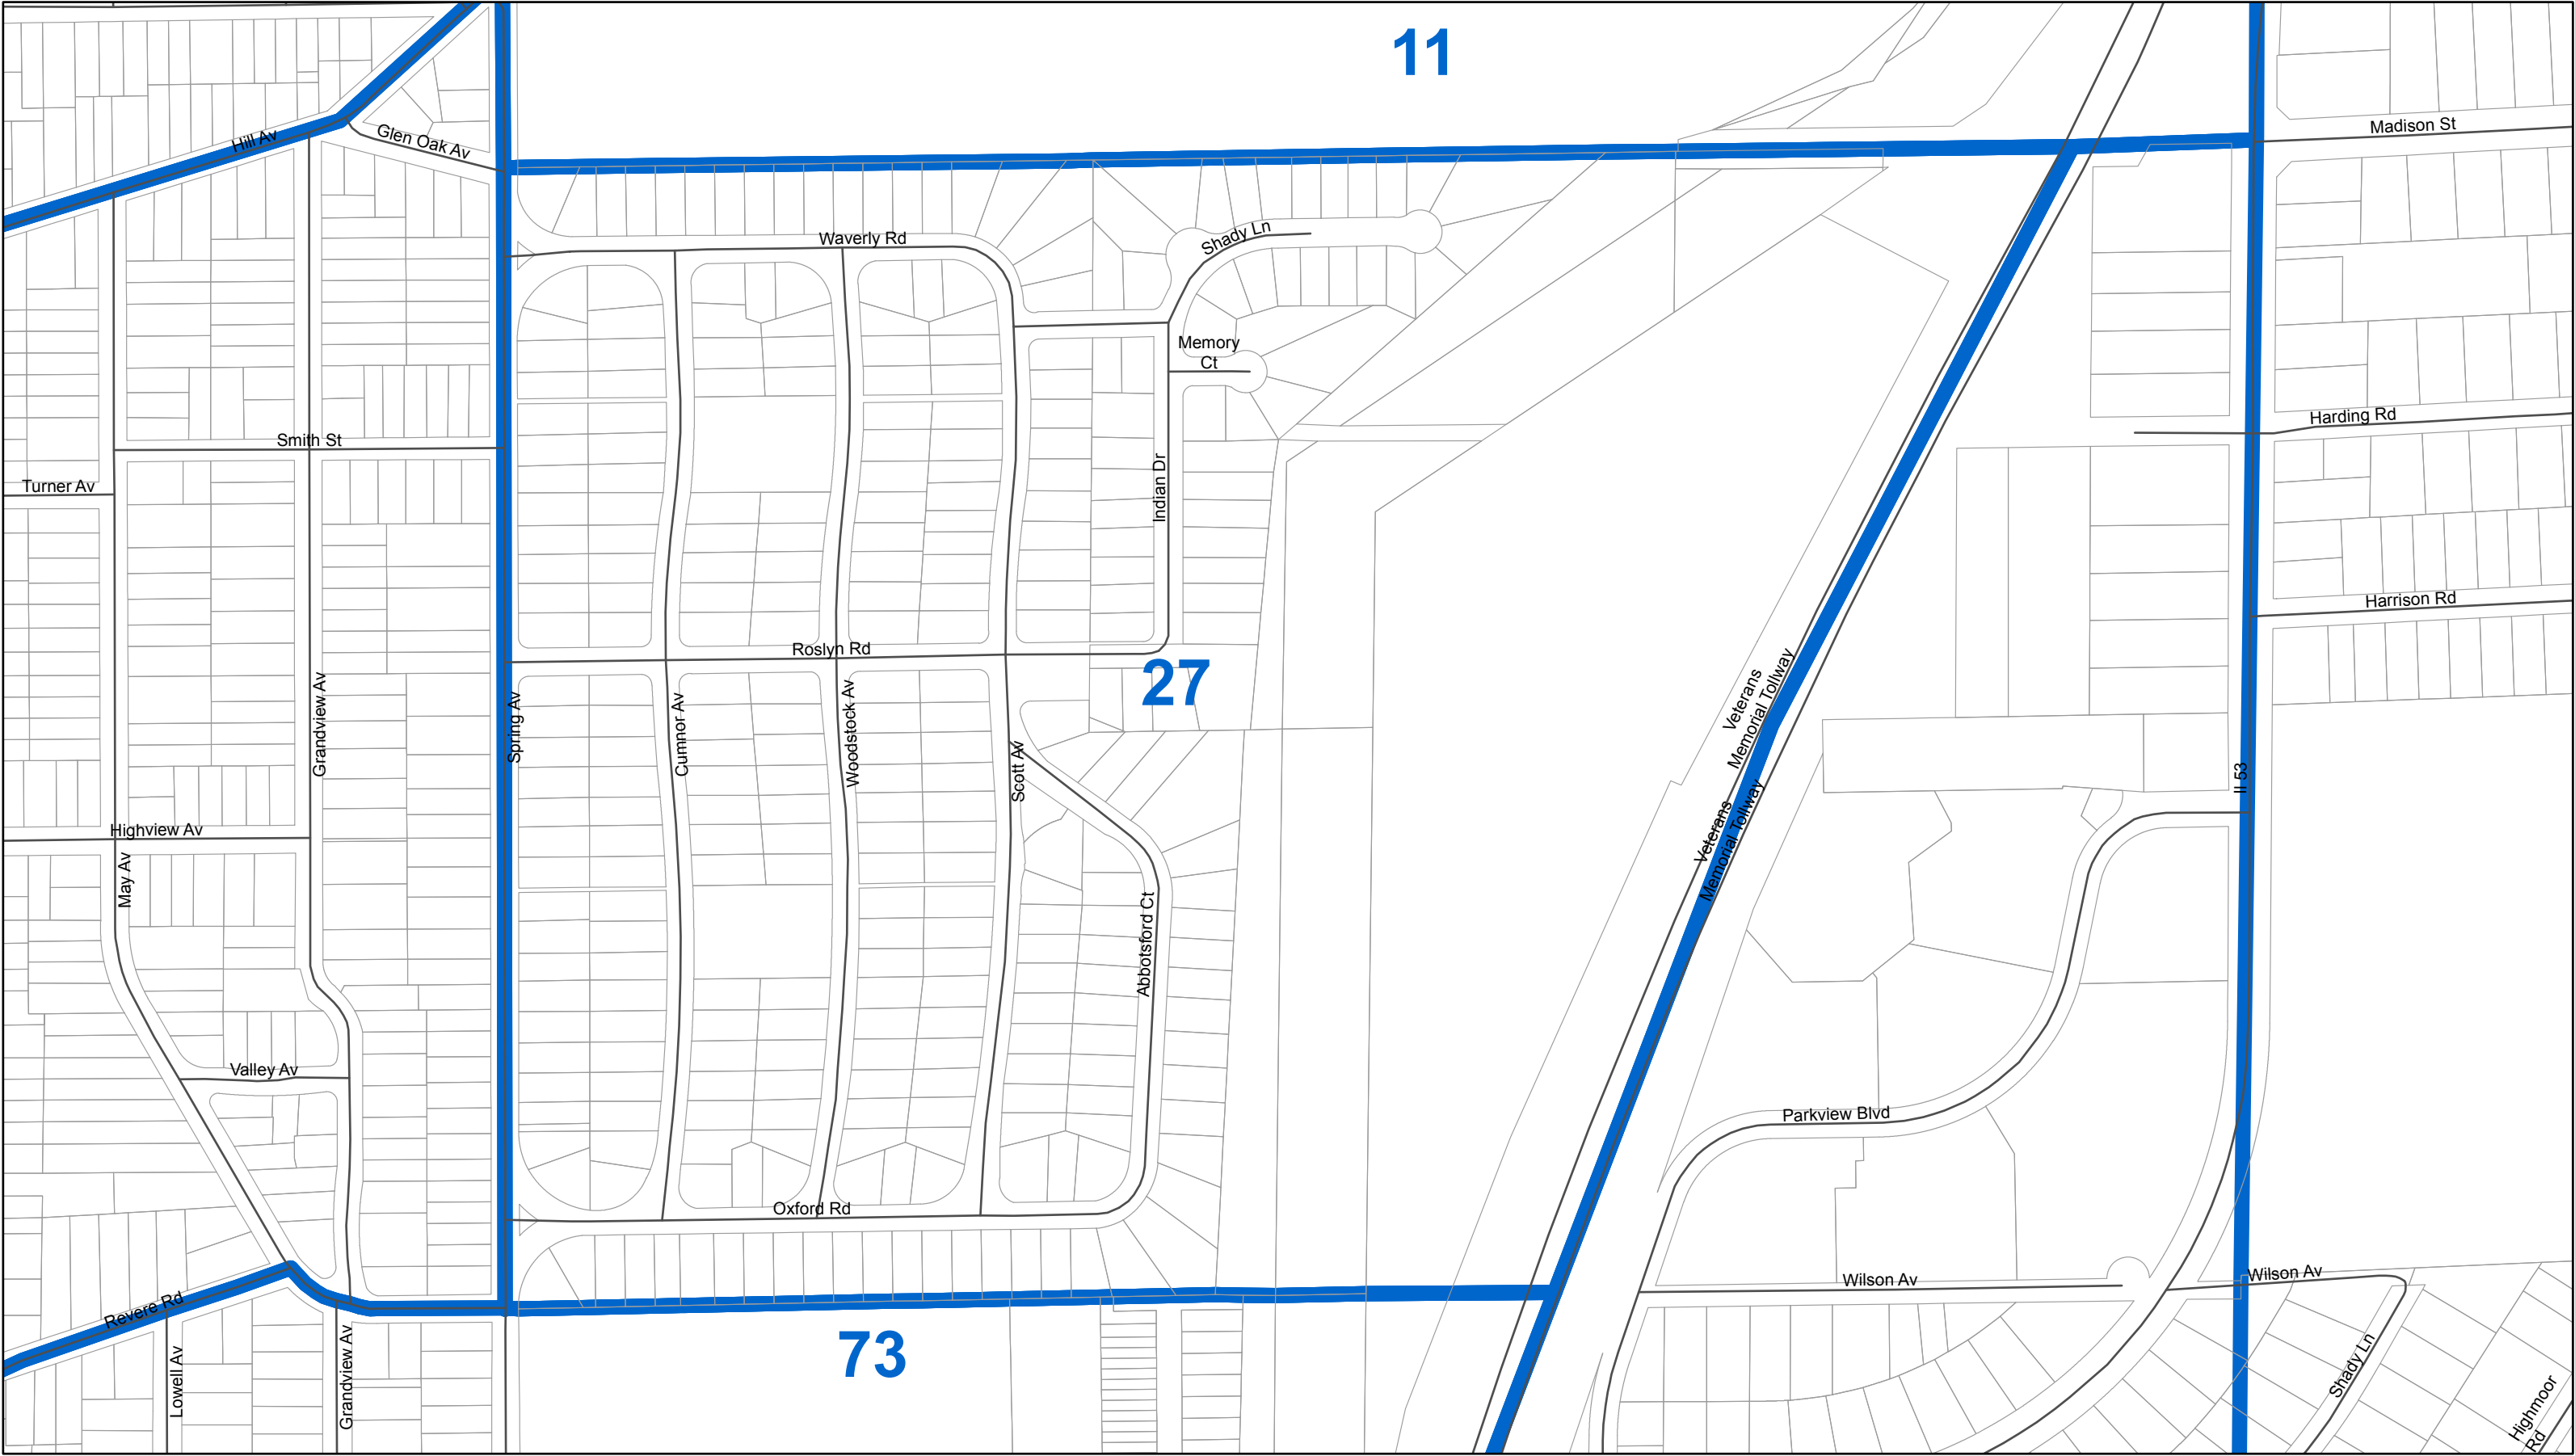 11
Hill Av
Glen Oak Av
Madison St
Waverly Rd
Shady Ln
Memory
Ct
Harding Rd
Smith St
Turner Av
Indian Dr
Harrison Rd
Roslyn Rd
27
Grandview Av
Spring Av
Cumnor Av
Woodstock Av
Scott Av
Veterans
Memorial Tollway
Veterans
Memorial Tollway
Il 53
Highview Av
May Av
Abbotsford Ct
Valley Av
Parkview Blvd
Oxford Rd
Wilson Av
Wilson Av
Revere Rd
73
Lowell Av
Grandview Av
Shady Ln
Highmoor
Rd